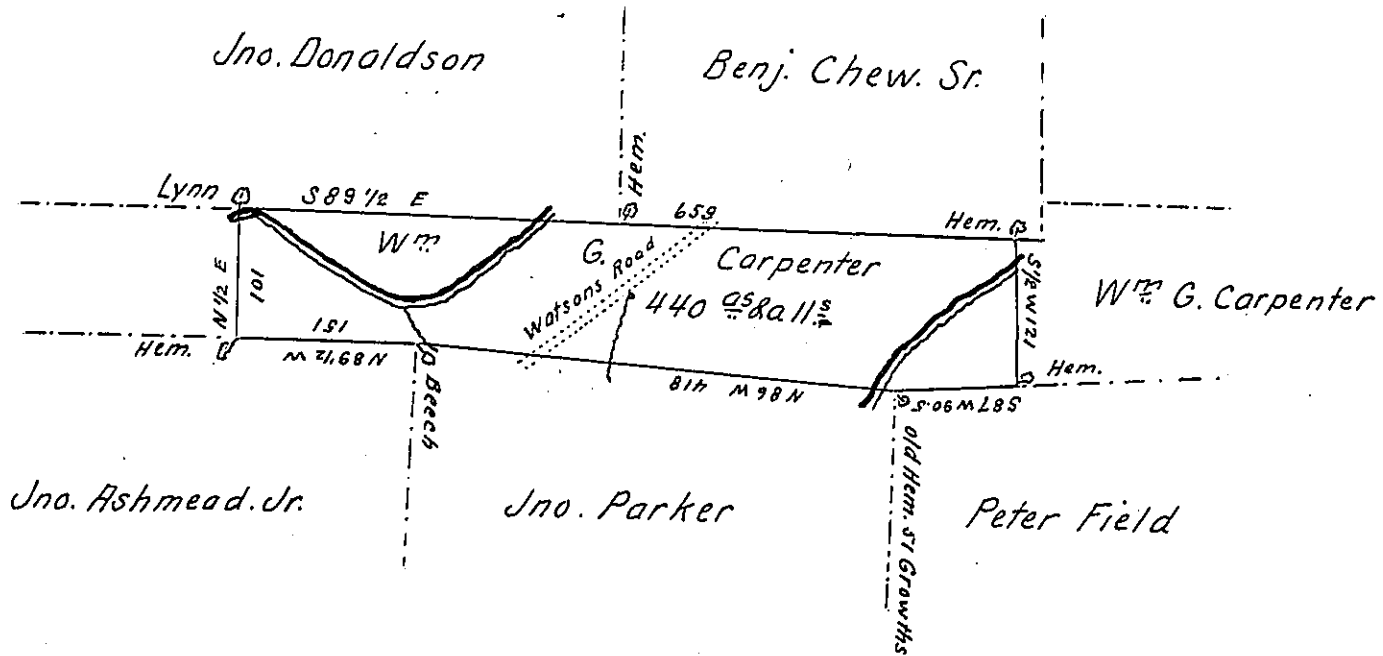 Jno. Donaldson
Benj. Chew. Sr.
Hem.
Lynn
S 89 1/2 E
659
Hem.
Wm
G.
Carpenter
Watsons Road
440 as & alls
N 1/2 E
101
S 1/2 W 121
Wm G. Carpenter
Hem.
151
N 89 1/2 W
Beech
N 86 W 418
S 87 W 90.5
Hem.
old Hem. 51 Growths
Jno. Ashmead. Jr.
Jno. Parker
Peter Field